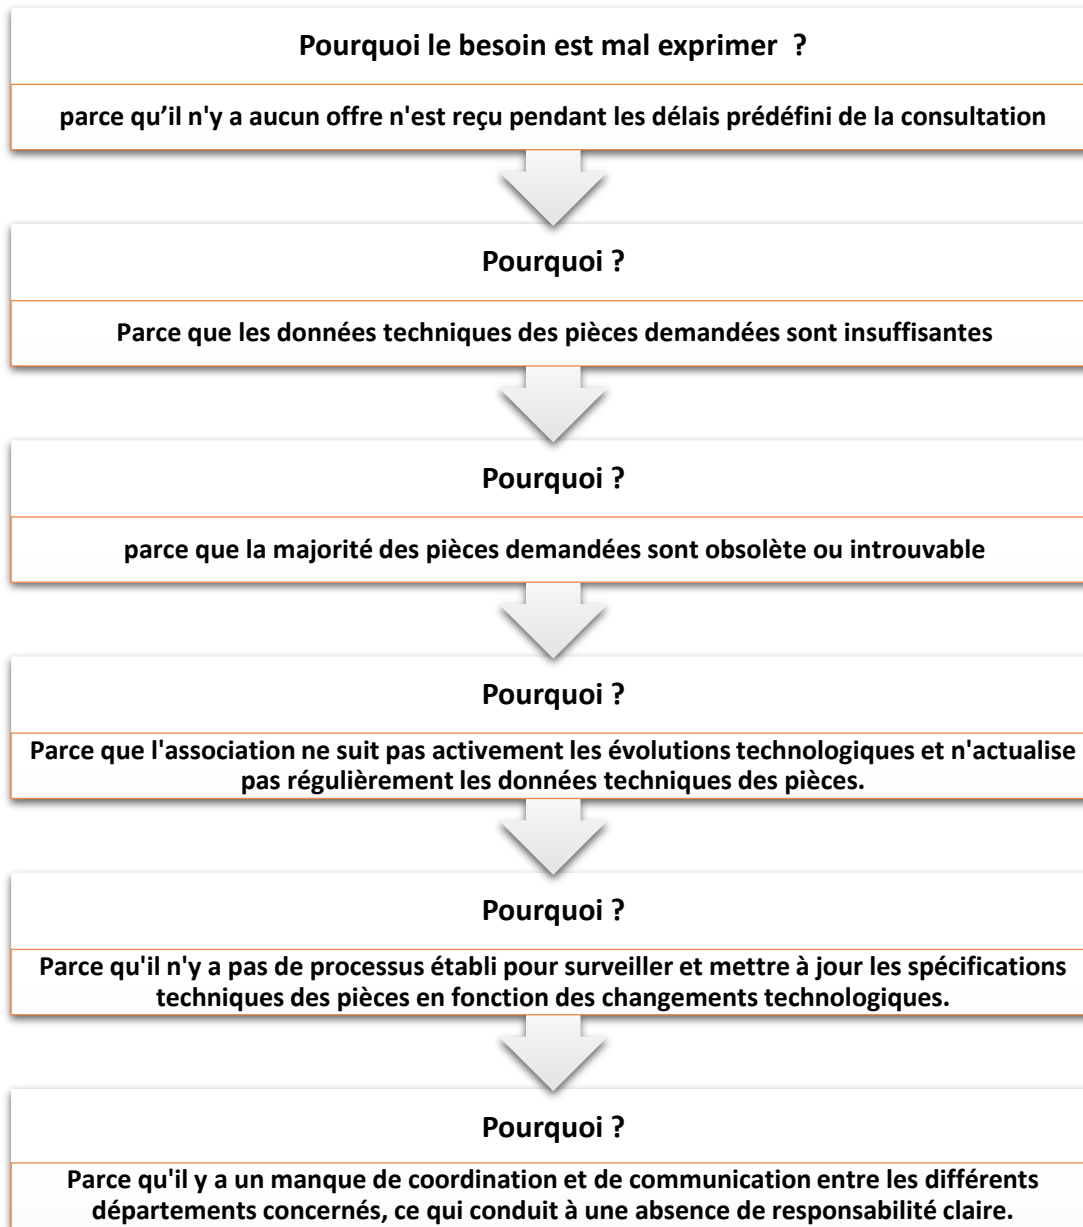 Pourquoi le besoin est mal exprimer ?
parce qu’il n'y a aucun offre n'est reçu pendant les délais prédéfini de la consultation
Pourquoi ?
Parce que les données techniques des pièces demandées sont insuffisantes
Pourquoi ?
parce que la majorité des pièces demandées sont obsolète ou introuvable
Pourquoi ?
Parce que l'association ne suit pas activement les évolutions technologiques et n'actualise
pas régulièrement les données techniques des pièces.
Pourquoi ?
Parce qu'il n'y a pas de processus établi pour surveiller et mettre à jour les spécifications
techniques des pièces en fonction des changements technologiques.
Pourquoi ?
Parce qu'il y a un manque de coordination et de communication entre les différents
départements concernés, ce qui conduit à une absence de responsabilité claire.